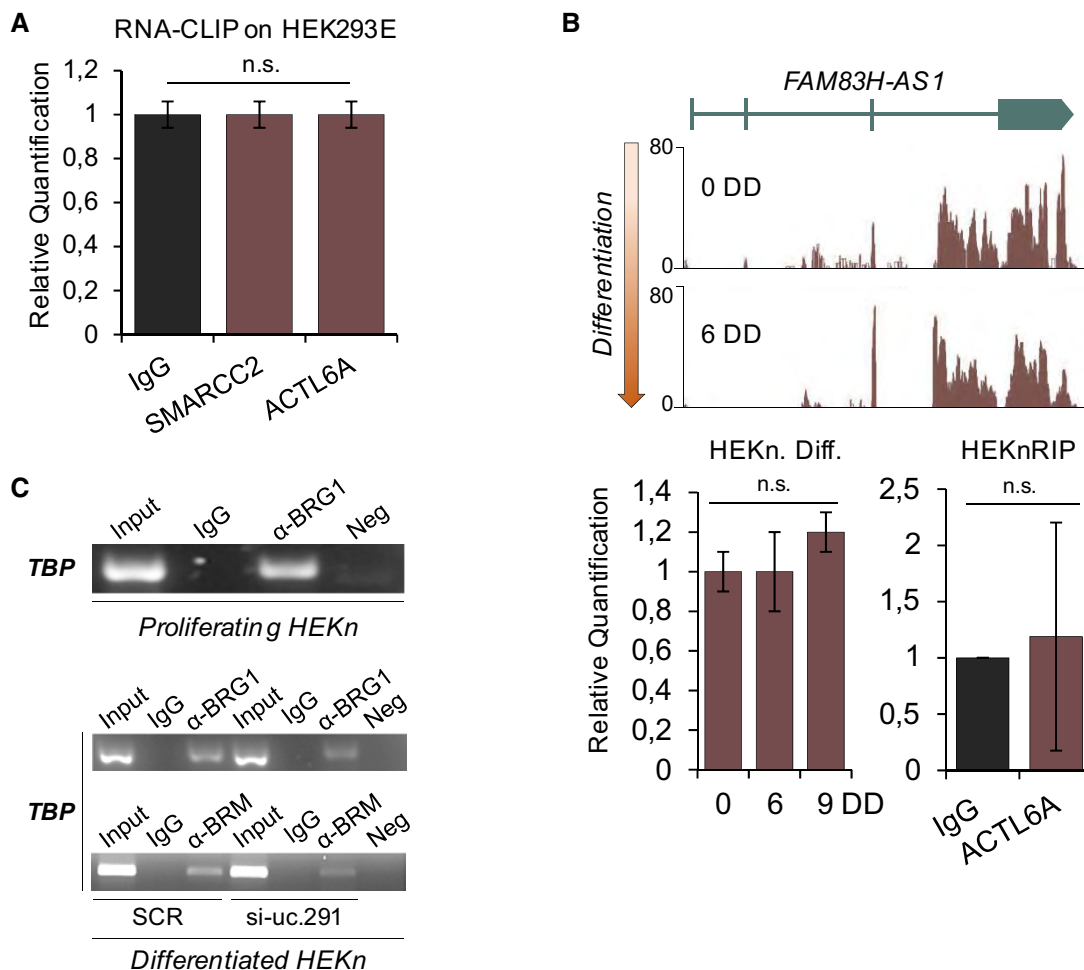 A
RNA-CLIP on HEK293E
n.s.
1,2
1
0,8
0,6
0,4
0,2
0
Relative Quantification
IgG
SMARCC2
ACTL6A
B
FAM83H-AS1
Differentiation
80
0 DD
0
80
6 DD
0
HEKn. Diff.
n.s.
1,4
1,2
1
0,8
0,6
0,4
0,2
0
Relative Quantification
0 6 9 DD
HEKnRIP
n.s.
2,5
2
1,5
1
0,5
0
IgG
ACTL6A
C
Input IgG α-BRG1 Neg
TBP
Proliferating HEKn
Input IgG α-BRG1 Input IgG α-BRG1 Neg
TBP
Input IgG α-BRM Input IgG α-BRM Neg
SCR si-uc.291
Differentiated HEKn